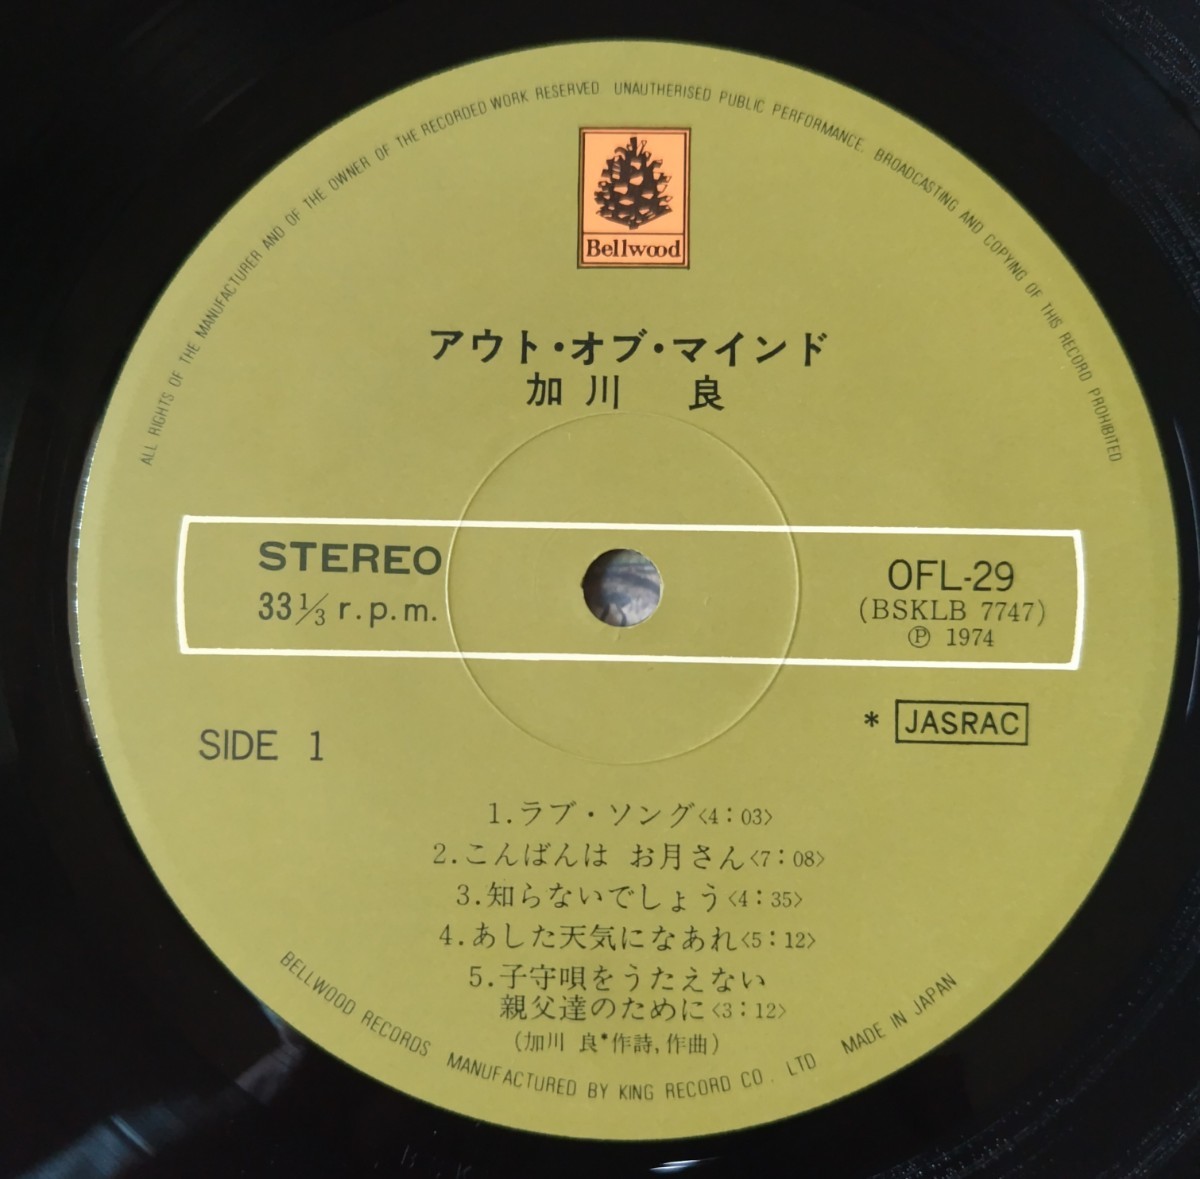 ALL RIGHTS OF THE MANUFACTURER AND OF THE OWNER OF THE RECORDED WORK RESERVED UNAUTHORISED PUBLIC PERFORMANCE. BROADCASTING AND COPYING OF THIS RECORD PROHIBITED
Bellwood
アウト・オブ・マインド
加川 良
STEREO
33 1/3 r.p.m.
OFL-29
(BSKLB 7747)
Ⓟ 1974
SIDE 1
* JASRAC
1.ラブ・ソング〈4:03〉
2.こんばんは お月さん〈7:08〉
3.知らないでしょう〈4:35〉
4.あした天気になあれ〈5:12〉
5.子守唄をうたえない
親父達のために〈3:12〉
(加川 良*作詩,作曲)
BELLWOOD RECORDS MANUFACTURED BY KING RECORD CO. LTD MADE IN JAPAN